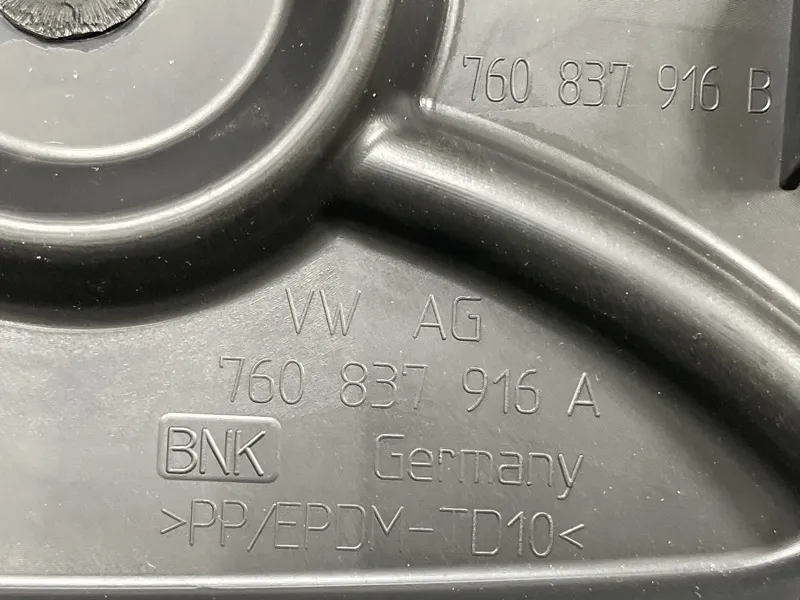 760 837 916 B
VW AG
760 837 916 A
BNK Germany
>PP/EPDM-TD10<